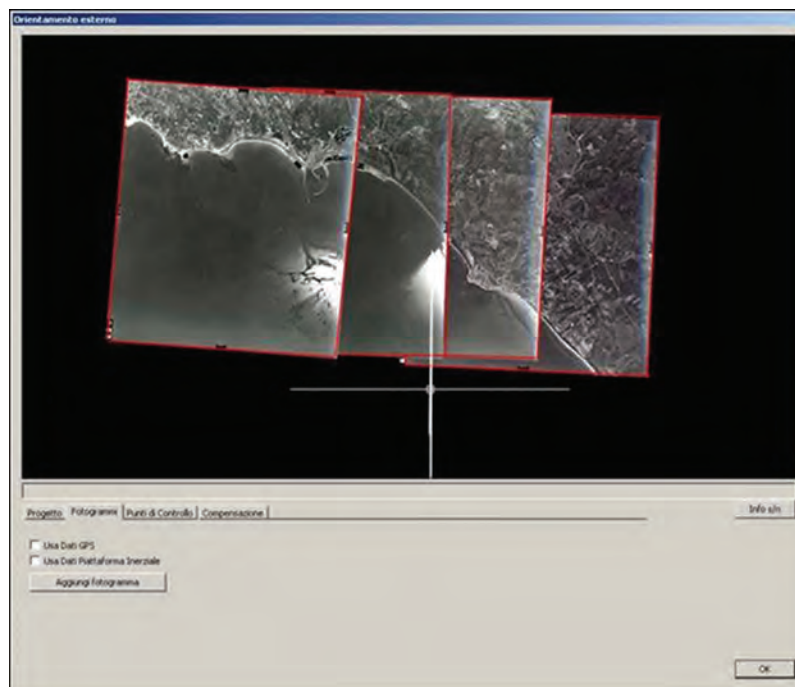 Orientamento esterno
Progetto Fotogrammi Punti di Controllo Compensazione
Info s/n
Usa Dati GPS
Usa Dati Piattaforma Inerziale
Aggiungi fotogramma
OK